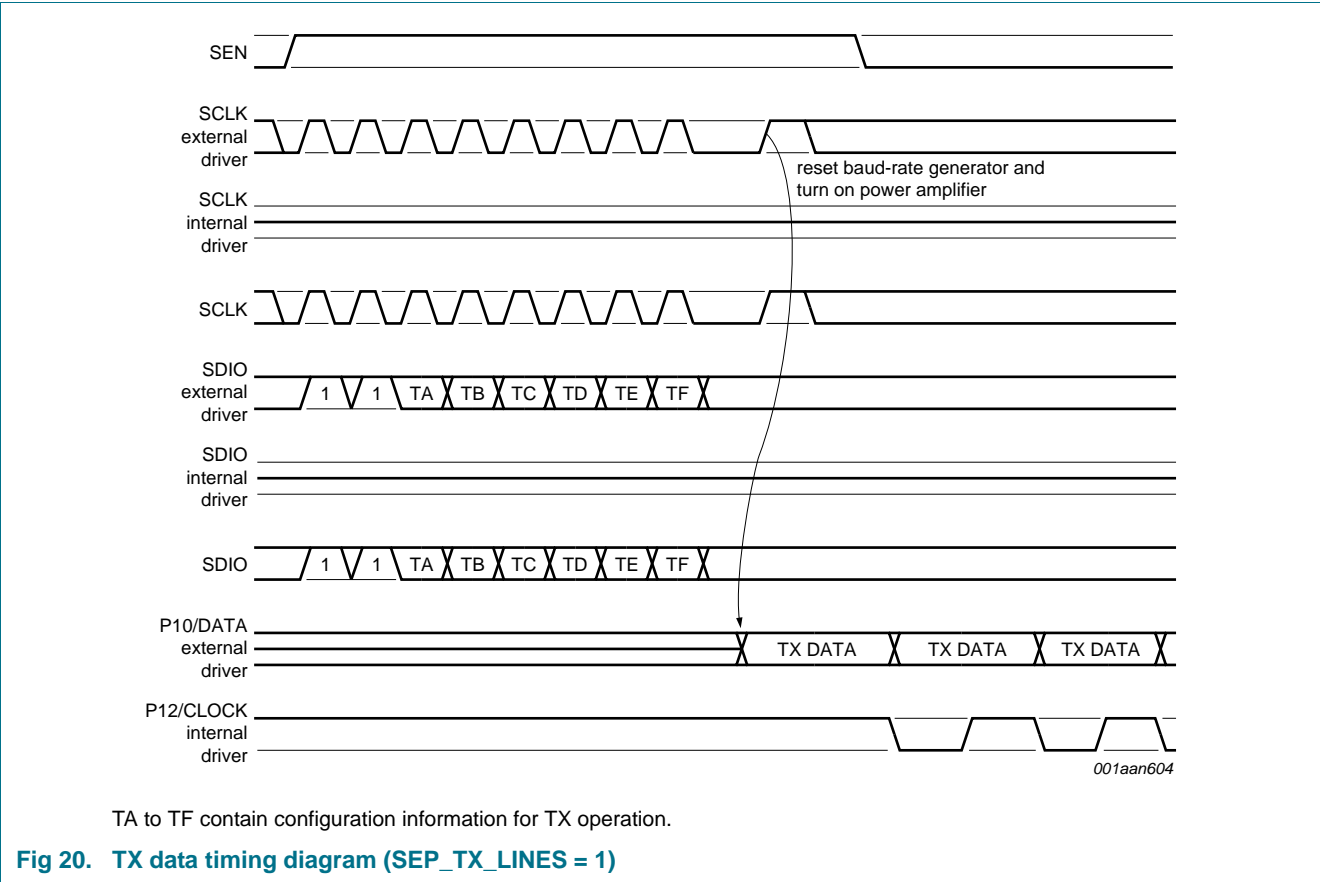 SEN
SCLK
external
driver
reset baud-rate generator and
turn on power amplifier
SCLK
internal
driver
SCLK
SDIO
external
driver
1 1 TA TB TC TD TE TF
SDIO
internal
driver
SDIO
1 1 TA TB TC TD TE TF
P10/DATA
external
driver
TX DATA TX DATA TX DATA
P12/CLOCK
internal
driver
001aan604
TA to TF contain configuration information for TX operation.
Fig 20. TX data timing diagram (SEP_TX_LINES = 1)